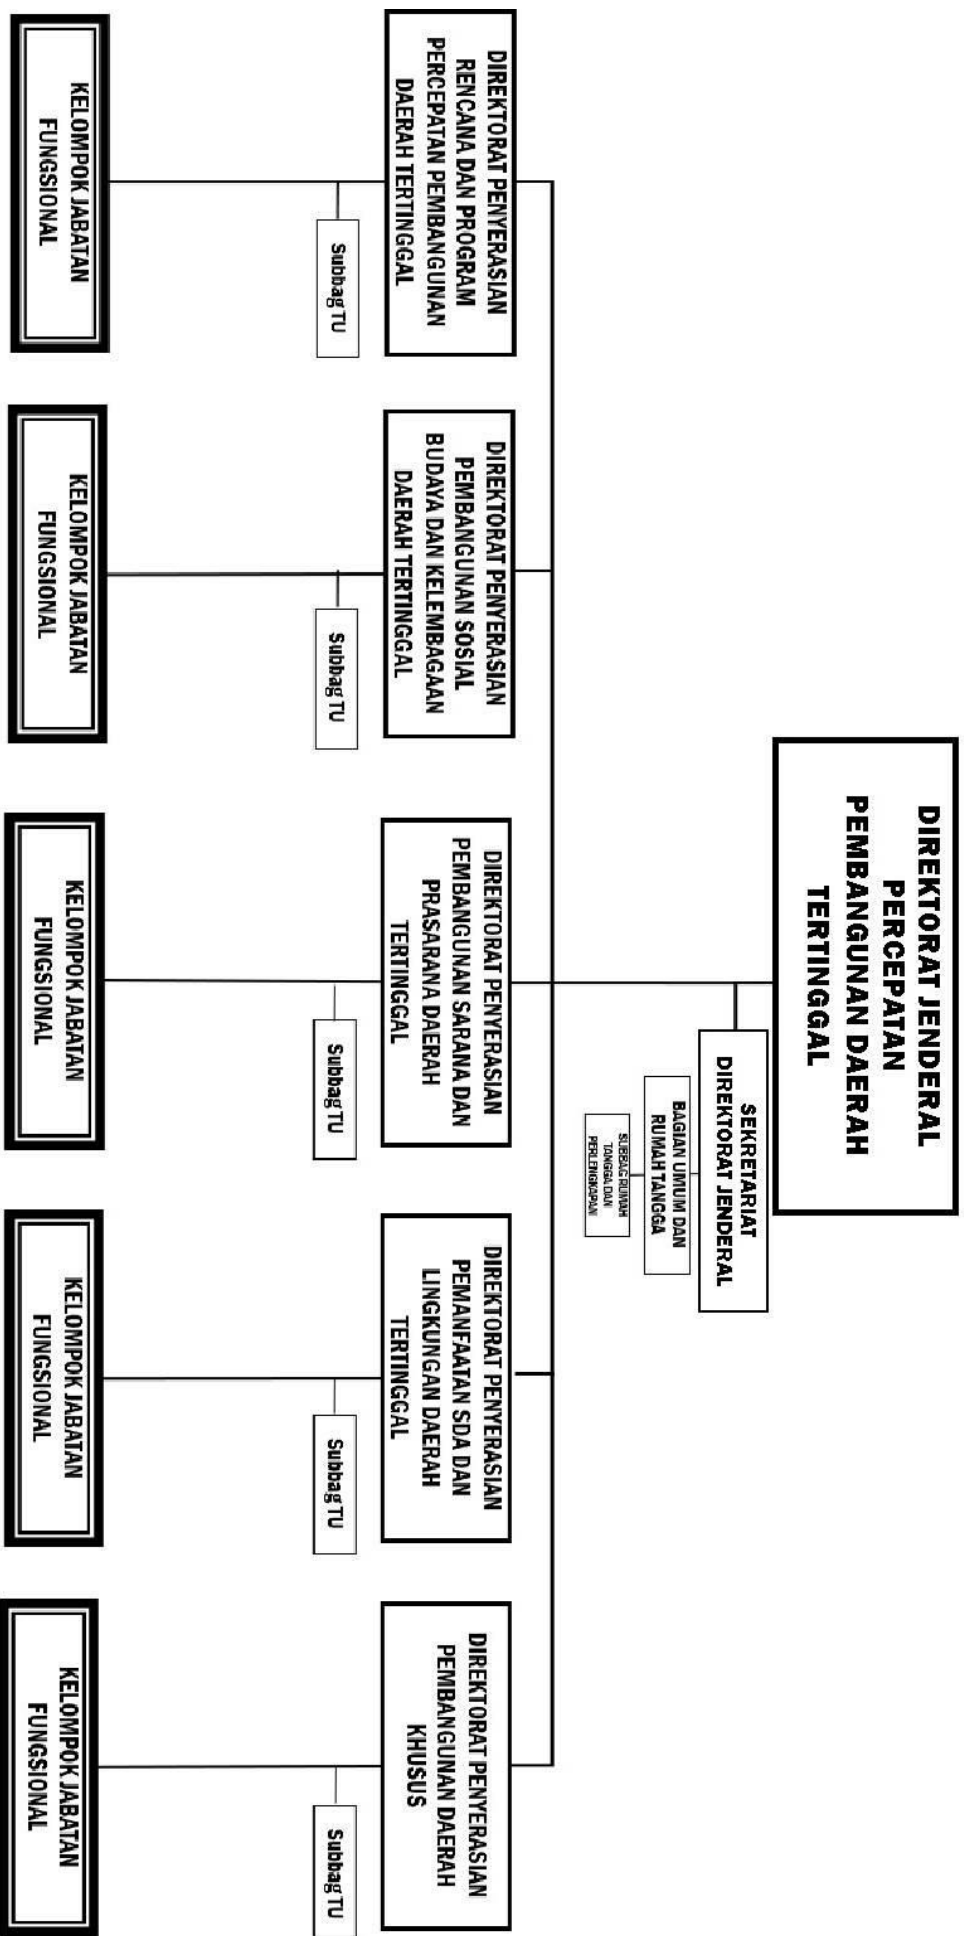 DIREKTORAT JENDERAL
PERCEPATAN
PEMBANGUNAN DAERAH
TERTINGGAL
SEKRETARIAT
DIREKTORAT JENDERAL
BAGIAN UMUM DAN
RUMAH TANGGA
SUBBAG RUMAH
TANGGA DAN
PERLENGKAPAN
DIREKTORAT PENYERASIAN
RENCANA DAN PROGRAM
PERCEPATAN PEMBANGUNAN
DAERAH TERTINGGAL
DIREKTORAT PENYERASIAN
PEMBANGUNAN SOSIAL
BUDAYA DAN KELEMBAGAAN
DAERAH TERTINGGAL
DIREKTORAT PENYERASIAN
PEMBANGUNAN SARANA DAN
PRASARANA DAERAH
TERTINGGAL
DIREKTORAT PENYERASIAN
PEMANFAATAN SDA DAN
LINGKUNGAN DAERAH
TERTINGGAL
DIREKTORAT PENYERASIAN
PEMBANGUNAN DAERAH
KHUSUS
Subbag TU
Subbag TU
Subbag TU
Subbag TU
Subbag TU
KELOMPOK JABATAN
FUNGSIONAL
KELOMPOK JABATAN
FUNGSIONAL
KELOMPOK JABATAN
FUNGSIONAL
KELOMPOK JABATAN
FUNGSIONAL
KELOMPOK JABATAN
FUNGSIONAL